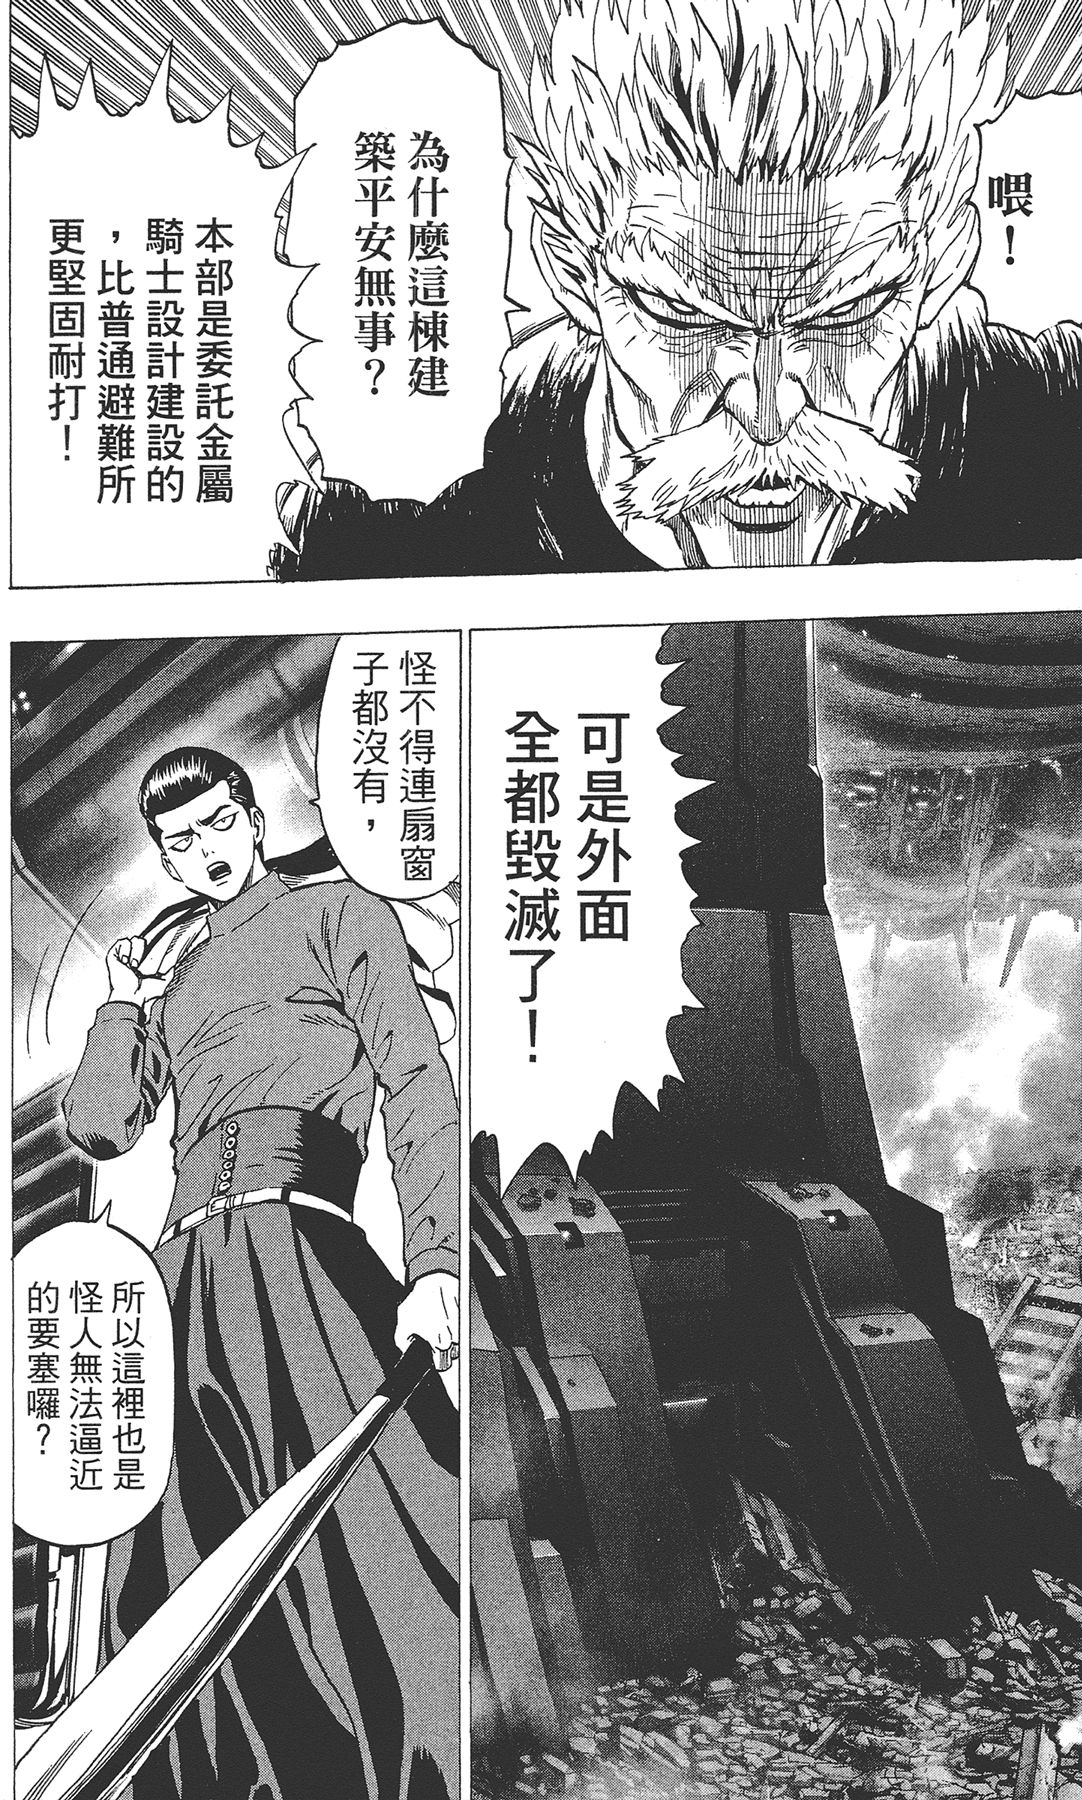 喂！
為什麼這棟建
築平安無事？
本部是委託金屬
騎士設計建設的
，比普通避難所
更堅固耐打！
可是外面
全都毀滅了！
怪不得連扇窗
子都沒有，
所以這裡也是
怪人無法逼近
的要塞囉？